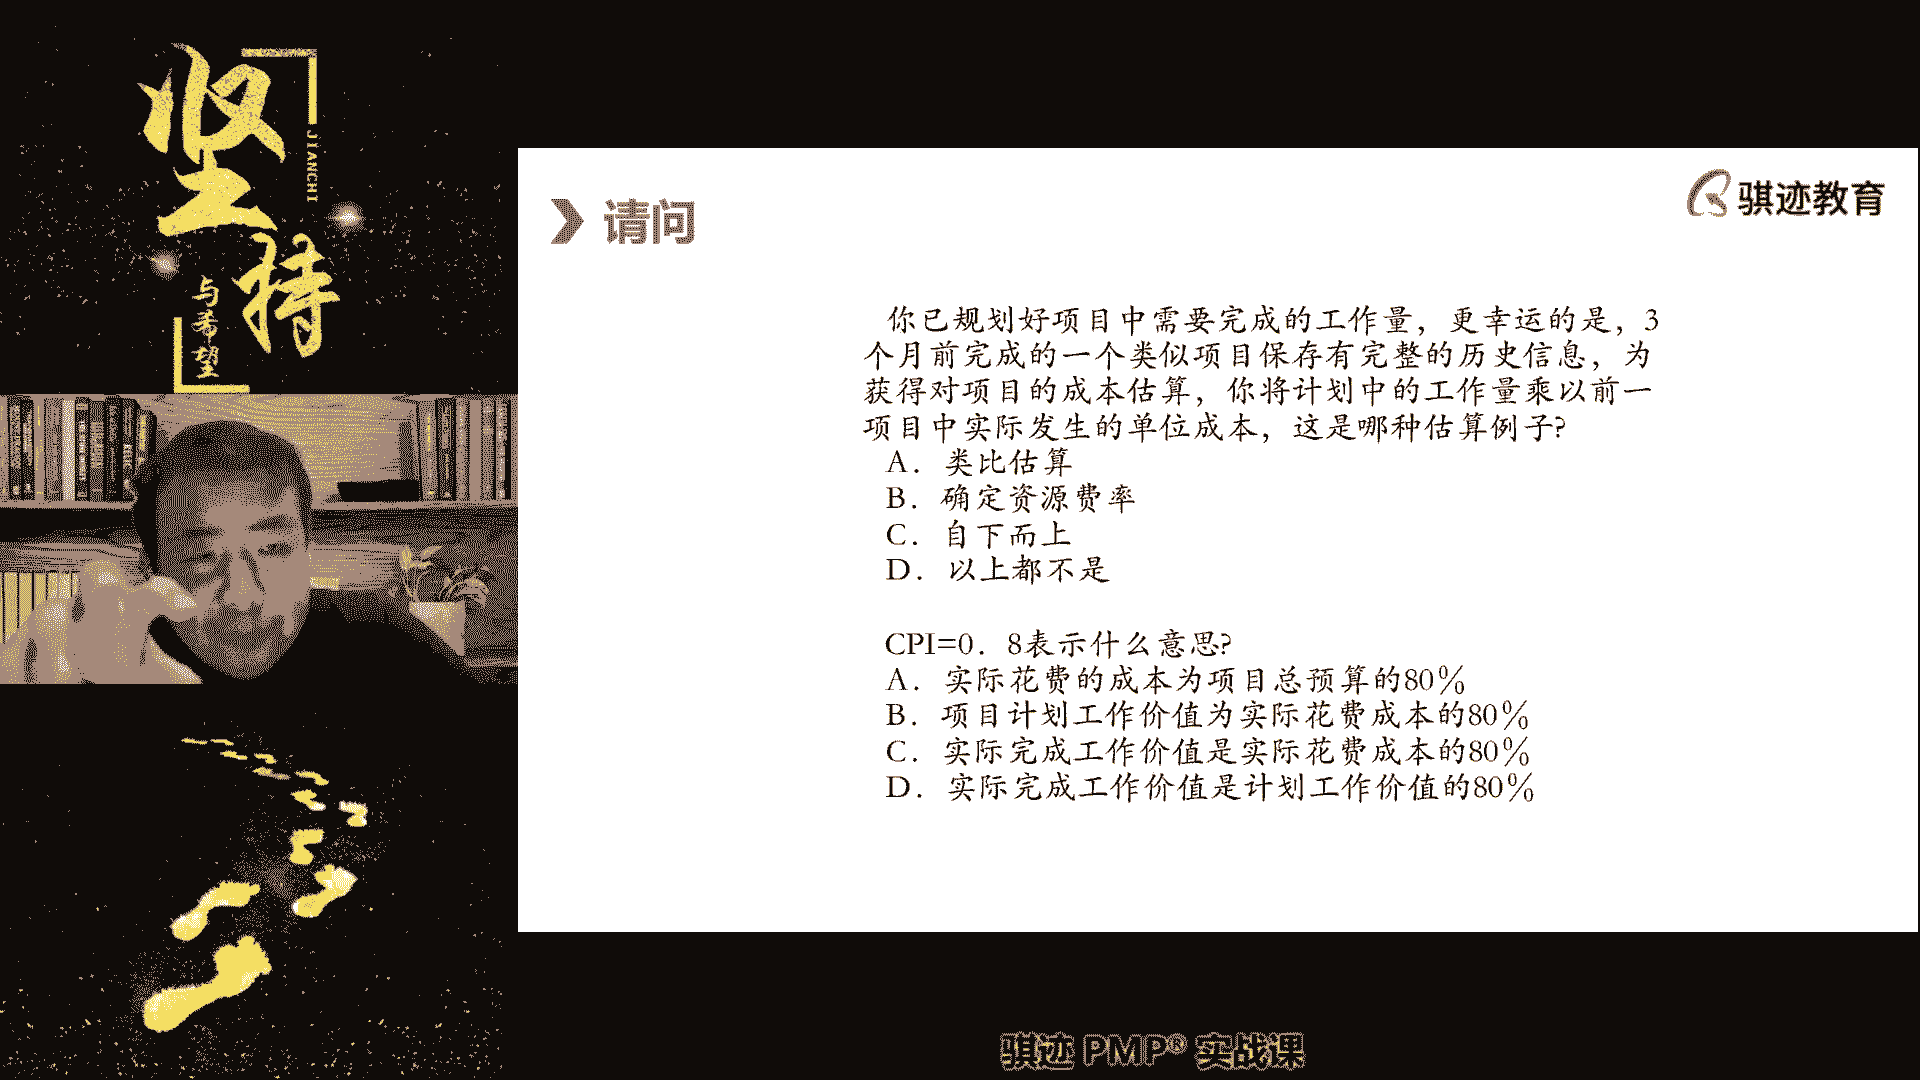 坚持
JIANCHI
与希望
请问
骐迹教育
你已规划好项目中需要完成的工作量，更幸运的是，3
个月前完成的一个类似项目保存有完整的历史信息，为
获得对项目的成本估算，你将计划中的工作量乘以前一
项目中实际发生的单位成本，这是哪种估算例子?
A．类比估算
B．确定资源费率
C．自下而上
D．以上都不是
CPI=0．8表示什么意思?
A．实际花费的成本为项目总预算的80％
B．项目计划工作价值为实际花费成本的80％
C．实际完成工作价值是实际花费成本的80％
D．实际完成工作价值是计划工作价值的80％
骐迹 PMP® 实战课